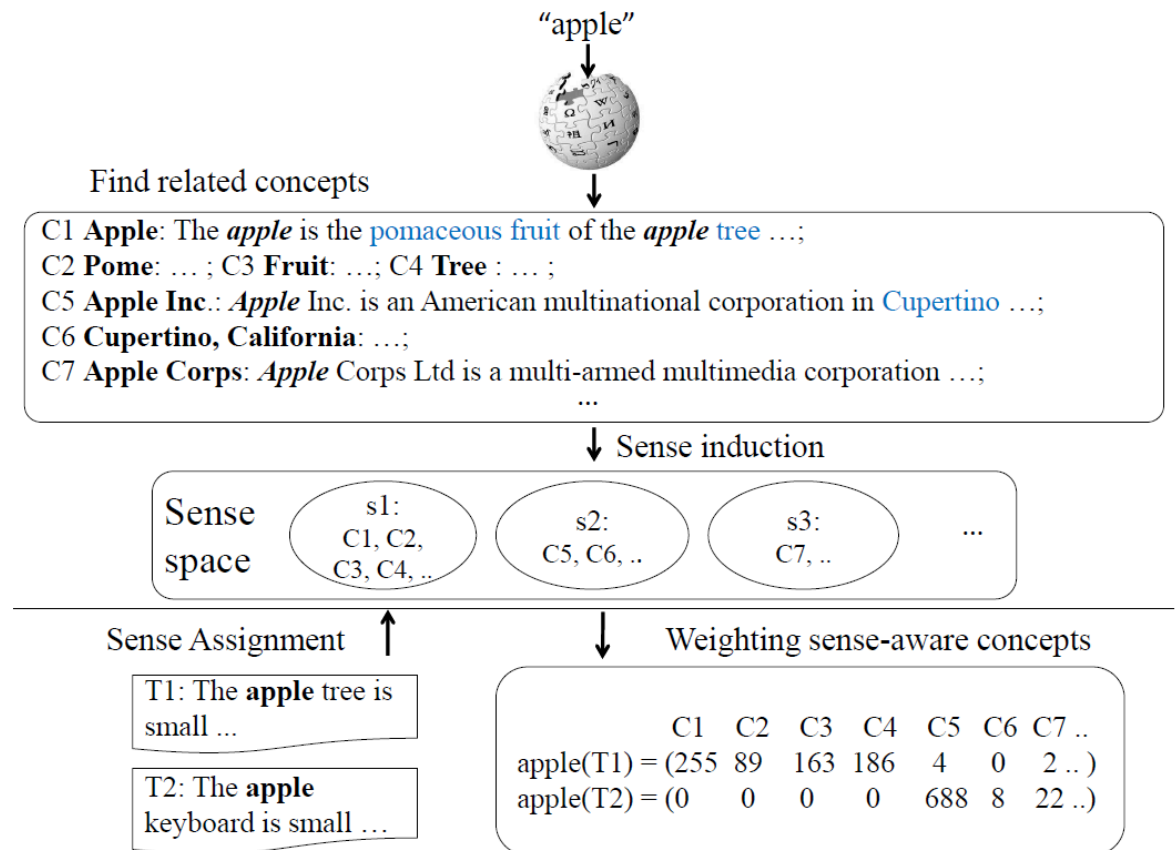 “apple”
Find related concepts
C1 Apple: The apple is the pomaceous fruit of the apple tree …;
C2 Pome: … ; C3 Fruit: …; C4 Tree : … ;
C5 Apple Inc.: Apple Inc. is an American multinational corporation in Cupertino …;
C6 Cupertino, California: …;
C7 Apple Corps: Apple Corps Ltd is a multi-armed multimedia corporation …;
...
Sense induction
Sense
space
s1:
C1, C2,
C3, C4, ..
s2:
C5, C6, ..
s3:
C7, ..
...
Sense Assignment
Weighting sense-aware concepts
T1: The apple tree is
small ...
T2: The apple
keyboard is small …
C1 C2 C3 C4 C5 C6 C7 ..
apple(T1) = (255 89 163 186 4 0 2 .. )
apple(T2) = (0 0 0 0 688 8 22 ..)